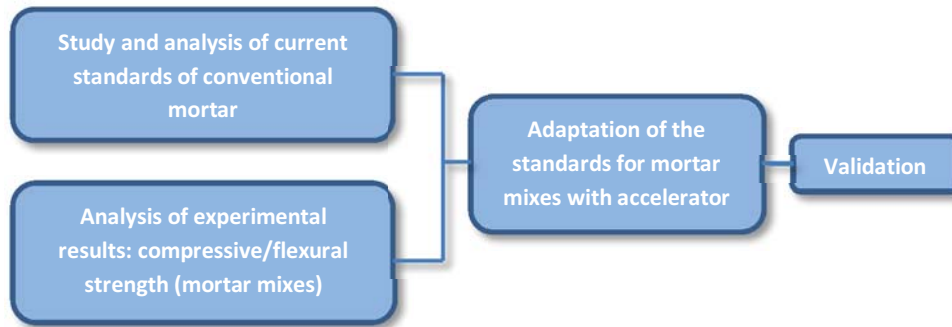 Study and analysis of current
standards of conventional
mortar
Analysis of experimental
results: compressive/flexural
strength (mortar mixes)
Adaptation of the
standards for mortar
mixes with accelerator
Validation